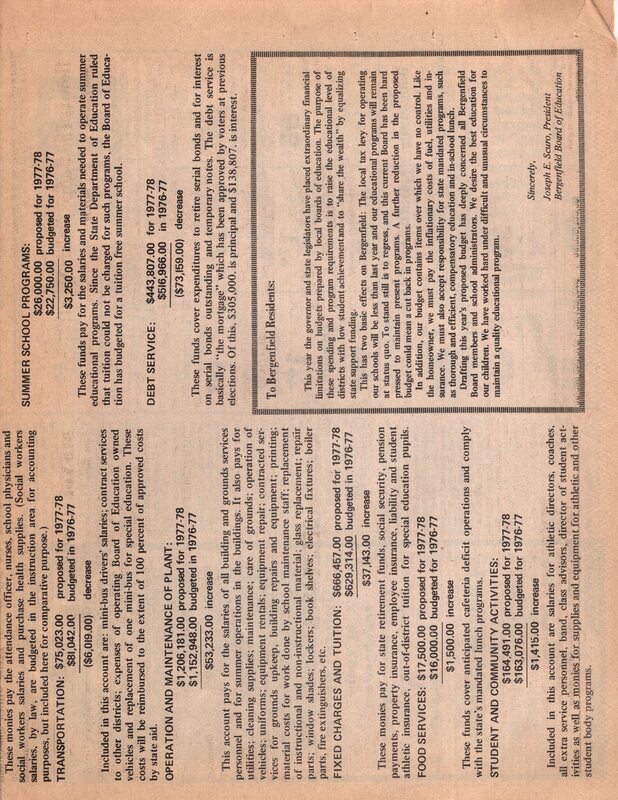 These monies pay the attendance officer, nurses, school physicians and
social workers salaries and purchase health supplies. (Social workers
salaries, by law, are budgeted in the instruction area for accounting
purposes, but included here for comparative purpose.)
TRANSPORTATION: $75,023.00 proposed for 1977-78
$81,042.00 budgeted for 1976-77
($6,019.00) decrease
Included in this account are: mini-bus drivers' salaries; contract services
to other districts; expenses of operating Board of Education owned
vehicles and replacement of one mini-bus for special education. These
costs will be reimbursed to the extent of 100 percent of approved costs
by state aid.
OPERATION AND MAINTENANCE OF PLANT:
$1,206,181.00 proposed for 1977-78
$1,152,948.00 budgeted in 1976-77
$53,233.00 increase
This account pays for the salaries of all building and grounds services
personnel and for summer operations in the buildings. It also pays for
utilities; cleaning supplies; maintenance; care of grounds; operation of
vehicles; uniforms; equipment rentals; equipment repair; contracted ser-
vices for grounds upkeep, building repairs and equipment; printing;
material costs for work done by school maintenance staff; replacement
of instructional and non-instructional material; glass replacement; repair
parts; window shades; lockers; book shelves; electrical fixtures; boiler
parts, fire extinguishers, etc.
FIXED CHARGES AND TUITION: $666,457.00 proposed for 1977-78
$629,314.00 budgeted in 1976-77
$37,143.00 increase
These monies pay for state retirement funds, social security, pension
payments, property insurance, employee insurance, liability and student
athletic insurance, out-of-district tuition for special education pupils.
FOOD SERVICES: $17,500.00 proposed for 1977-78
$16,000.00 budgeted for 1976-77
$1,500.00 increase
These funds cover anticipated cafeteria deficit operations and comply
with the state's mandated lunch programs.
STUDENT AND COMMUNITY ACTIVITIES:
$164,491.00 proposed for 1977-78
$163,076.00 budgeted for 1976-77
$1,415.00 increase
Included in this account are salaries for athletic directors, coaches,
all extra service personnel, band, class advisors, director of student act-
ivities as well as monies for supplies and equipment for athletic and other
student body programs.
SUMMER SCHOOL PROGRAMS:
$26,000.00 proposed for 1977-78
$22,750.00 budgeted for 1976-77
$3,250.00 increase
These funds pay for the salaries and materials needed to operate summer
educational programs. Since the State Department of Education ruled
that tuition could not be charged for such programs, the Board of Educa-
tion has budgeted for a tuition free summer school.
DEBT SERVICE: $443,807.00 for 1977-78
$516,966.00 in 1976-77
($73,159.00) decrease
These funds cover expenditures to retire serial bonds and for interest
on serial bonds outstanding and temporary notes. The debt service is
basically "the mortgage" which has been approved by voters at previous
elections. Of this, $305,000. is principal and $138,807. is interest.
To Bergenfield Residents:
This year the governor and state legislators have placed extraordinary financial
limitations on budgets prepared by local boards of education. The purpose of
these spending and program requirements is to raise the educational level of
districts with low student achievement and to "share the wealth" by equalizing
state support funding.
This has two basic effects on Bergenfield: The local tax levy for operating
our schools will be less than last year and our educational programs will remain
at status quo. To stand still is to regress, and this current Board has been hard
pressed to maintain present programs. A further reduction in the proposed
budget could mean a cut back in programs.
In addition, our budget contains items over which we have no control. Like
the homeowner, we must pay the inflationary costs of fuel, utilities and in-
surance. We must also accept responsibility for state mandated programs, such
as thorough and efficient, compensatory education and in-school lunch.
Drafting this year's proposed budget has deeply concerned all Bergenfield
Board members and school administrators. We desire the best education for
our children. We have worked hard under difficult and unusual circumstances to
maintain a quality educational program.
Sincerely,
Joseph E. Scuro, President
Bergenfield Board of Education